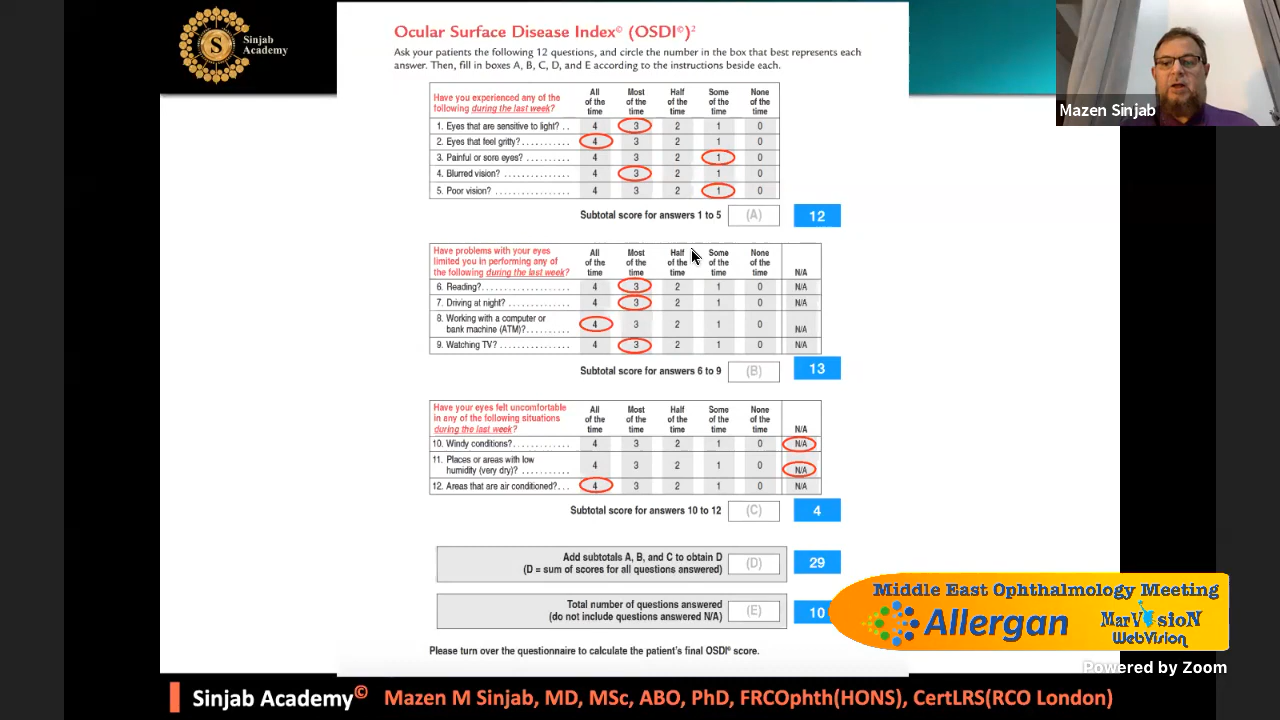 Sinjab
Academy
S
Ocular Surface Disease Index© (OSDI©)²
Ask your patients the following 12 questions, and circle the number in the box that best represents each
answer. Then, fill in boxes A, B, C, D, and E according to the instructions beside each.
Mazen Sinjab
Have you experienced any of the
following during the last week?
All of the time
Most of the time
Half of the time
Some of the time
None of the time
1. Eyes that are sensitive to light? . . 4 3 2 1 0
2. Eyes that feel gritty? . . . . . . . . . . 4 3 2 1 0
3. Painful or sore eyes? . . . . . . . . . 4 3 2 1 0
4. Blurred vision? . . . . . . . . . . . . . . 4 3 2 1 0
5. Poor vision? . . . . . . . . . . . . . . . . 4 3 2 1 0
Subtotal score for answers 1 to 5 (A) 12
Have problems with your eyes
limited you in performing any of
the following during the last week?
All of the time
Most of the time
Half of the time
Some of the time
None of the time
N/A
6. Reading?. . . . . . . . . . . . . . . . . . . 4 3 2 1 0 N/A
7. Driving at night? . . . . . . . . . . . . . 4 3 2 1 0 N/A
8. Working with a computer or
bank machine (ATM)?. . . . . . . . . 4 3 2 1 0 N/A
9. Watching TV? . . . . . . . . . . . . . . . 4 3 2 1 0 N/A
Subtotal score for answers 6 to 9 (B) 13
Have your eyes felt uncomfortable
in any of the following situations
during the last week?
All of the time
Most of the time
Half of the time
Some of the time
None of the time
N/A
10. Windy conditions?. . . . . . . . . . . . 4 3 2 1 0 N/A
11. Places or areas with low
humidity (very dry)? . . . . . . . . . . 4 3 2 1 0 N/A
12. Areas that are air conditioned?. . . 4 3 2 1 0 N/A
Subtotal score for answers 10 to 12 (C) 4
Add subtotals A, B, and C to obtain D
(D = sum of scores for all questions answered) (D) 29
Total number of questions answered
(do not include questions answered N/A) (E) 10
Please turn over the questionnaire to calculate the patient's final OSDI© score.
Middle East Ophthalmology Meeting
Allergan
MarVisioN
WebVision
Powered by Zoom
Sinjab Academy© Mazen M Sinjab, MD, MSc, ABO, PhD, FRCOphth(HONS), CertLRS(RCO London)